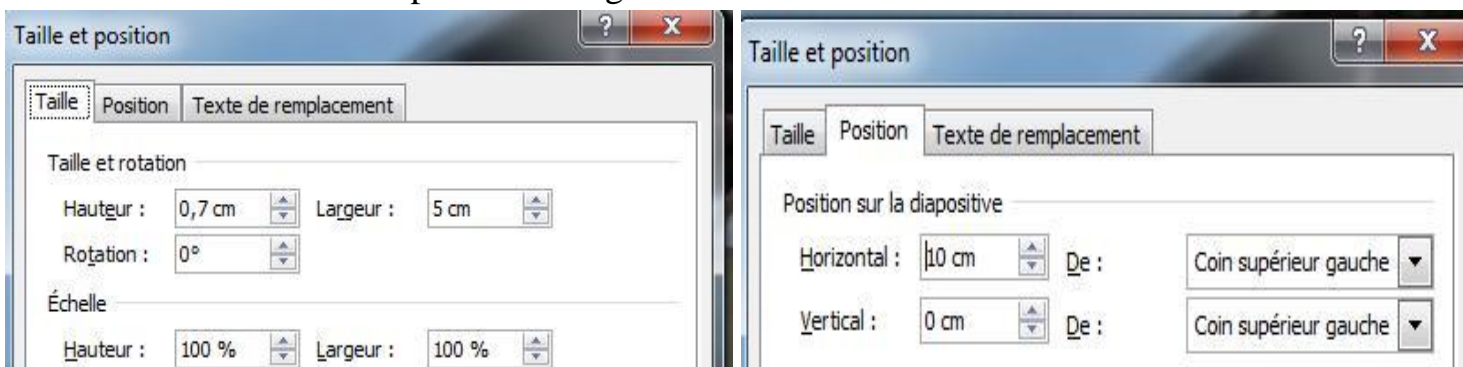 Taille et position
?
X
Taille
Position
Texte de remplacement
Taille et rotation
Hauteur :
0,7 cm
Largeur :
5 cm
Rotation :
0°
Échelle
Hauteur :
100 %
Largeur :
100 %
Taille et position
?
X
Taille
Position
Texte de remplacement
Position sur la diapositive
Horizontal :
10 cm
De :
Coin supérieur gauche
Vertical :
0 cm
De :
Coin supérieur gauche